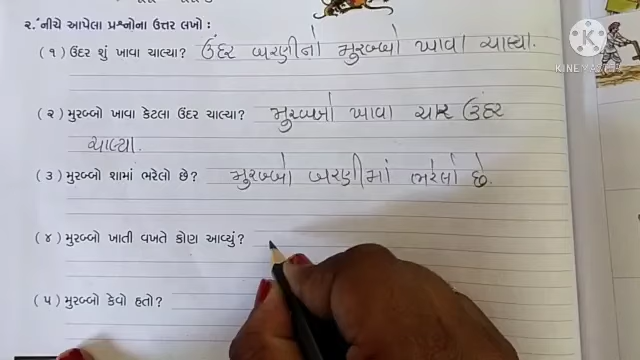 ૨. નીચે આપેલા પ્રશ્નોના ઉત્તર લખો :
(૧) ઉંદર શું ખાવા ચાલ્યા? ઉંદર બરણીનો મુરબ્બો ખાવા ચાલ્યા.
(૨) મુરબ્બો ખાવા કેટલા ઉંદર ચાલ્યા? મુરબ્બો ખાવા ચાર ઉંદર
ચાલ્યા.
(૩) મુરબ્બો શામાં ભરેલો છે? મુરબ્બો બરણીમાં ભરેલો છે.
(૪) મુરબ્બો ખાતી વખતે કોણ આવ્યું?
(૫) મુરબ્બો કેવો હતો?
KINEMASTER